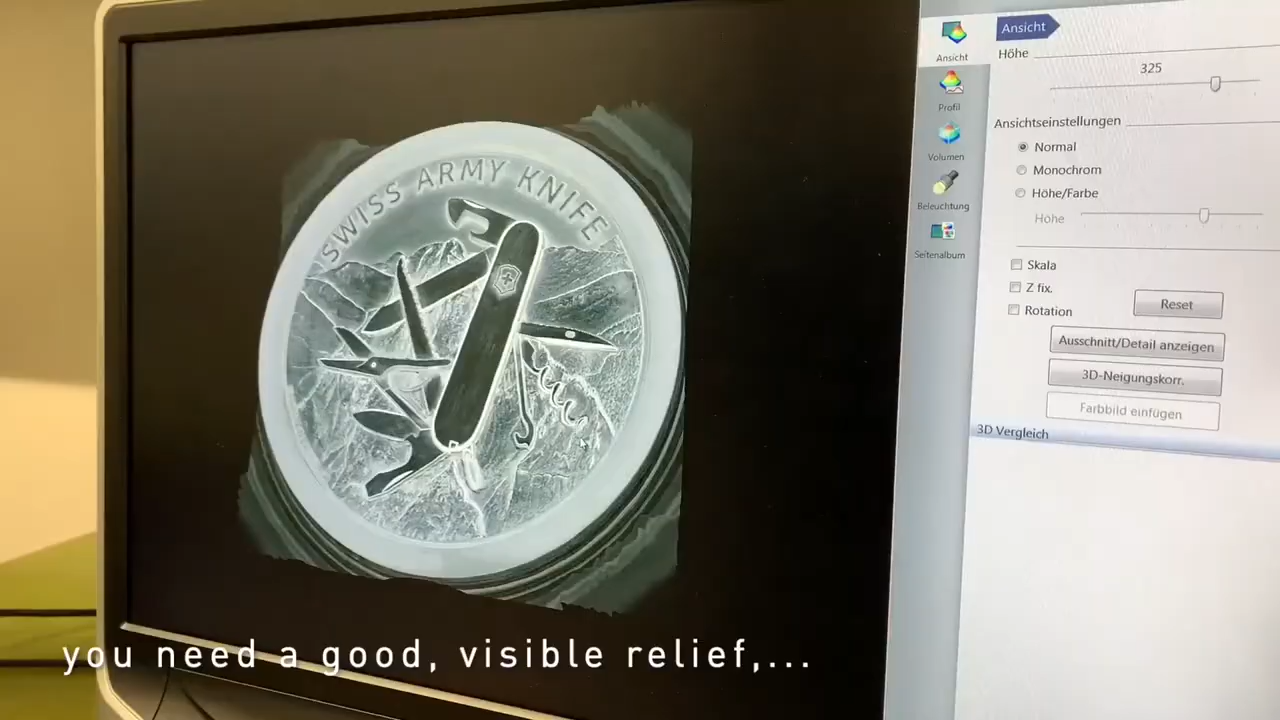 SWISS ARMY KNIFE
Ansicht
Profil
Volumen
Beleuchtung
Seitenalbum
Ansicht
Höhe
325
Ansichtseinstellungen
Normal
Monochrom
Höhe/Farbe
Höhe
Skala
Z fix.
Rotation
Reset
Ausschnitt/Detail anzeigen
3D-Neigungskorr.
Farbbild einfügen
3D Vergleich
you need a good, visible relief,...